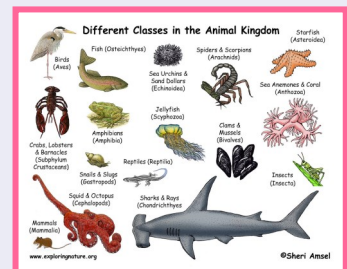 Different Classes in the Animal Kingdom
Birds
(Aves)
Fish (Osteichthyes)
Sea Urchins &
Sand Dollars
(Echinoidea)
Spiders & Scorpions
(Arachnids)
Starfish
(Asteroidea)
Sea Anemones & Coral
(Anthozoa)
Crabs, Lobsters
& Barnacles
(Subphylum
Crustaceans)
Amphibians
(Amphibia)
Jellyfish
(Scyphozoa)
Clams &
Mussels
(Bivalves)
Snails & Slugs
(Gastropods)
Reptiles (Reptilia)
Insects
(Insecta)
Squid & Octopus
(Cephalopods)
Sharks & Rays
(Chondrichthyes
Mammals
(Mammalia)
www.exploringnature.org
©Sheri Amsel